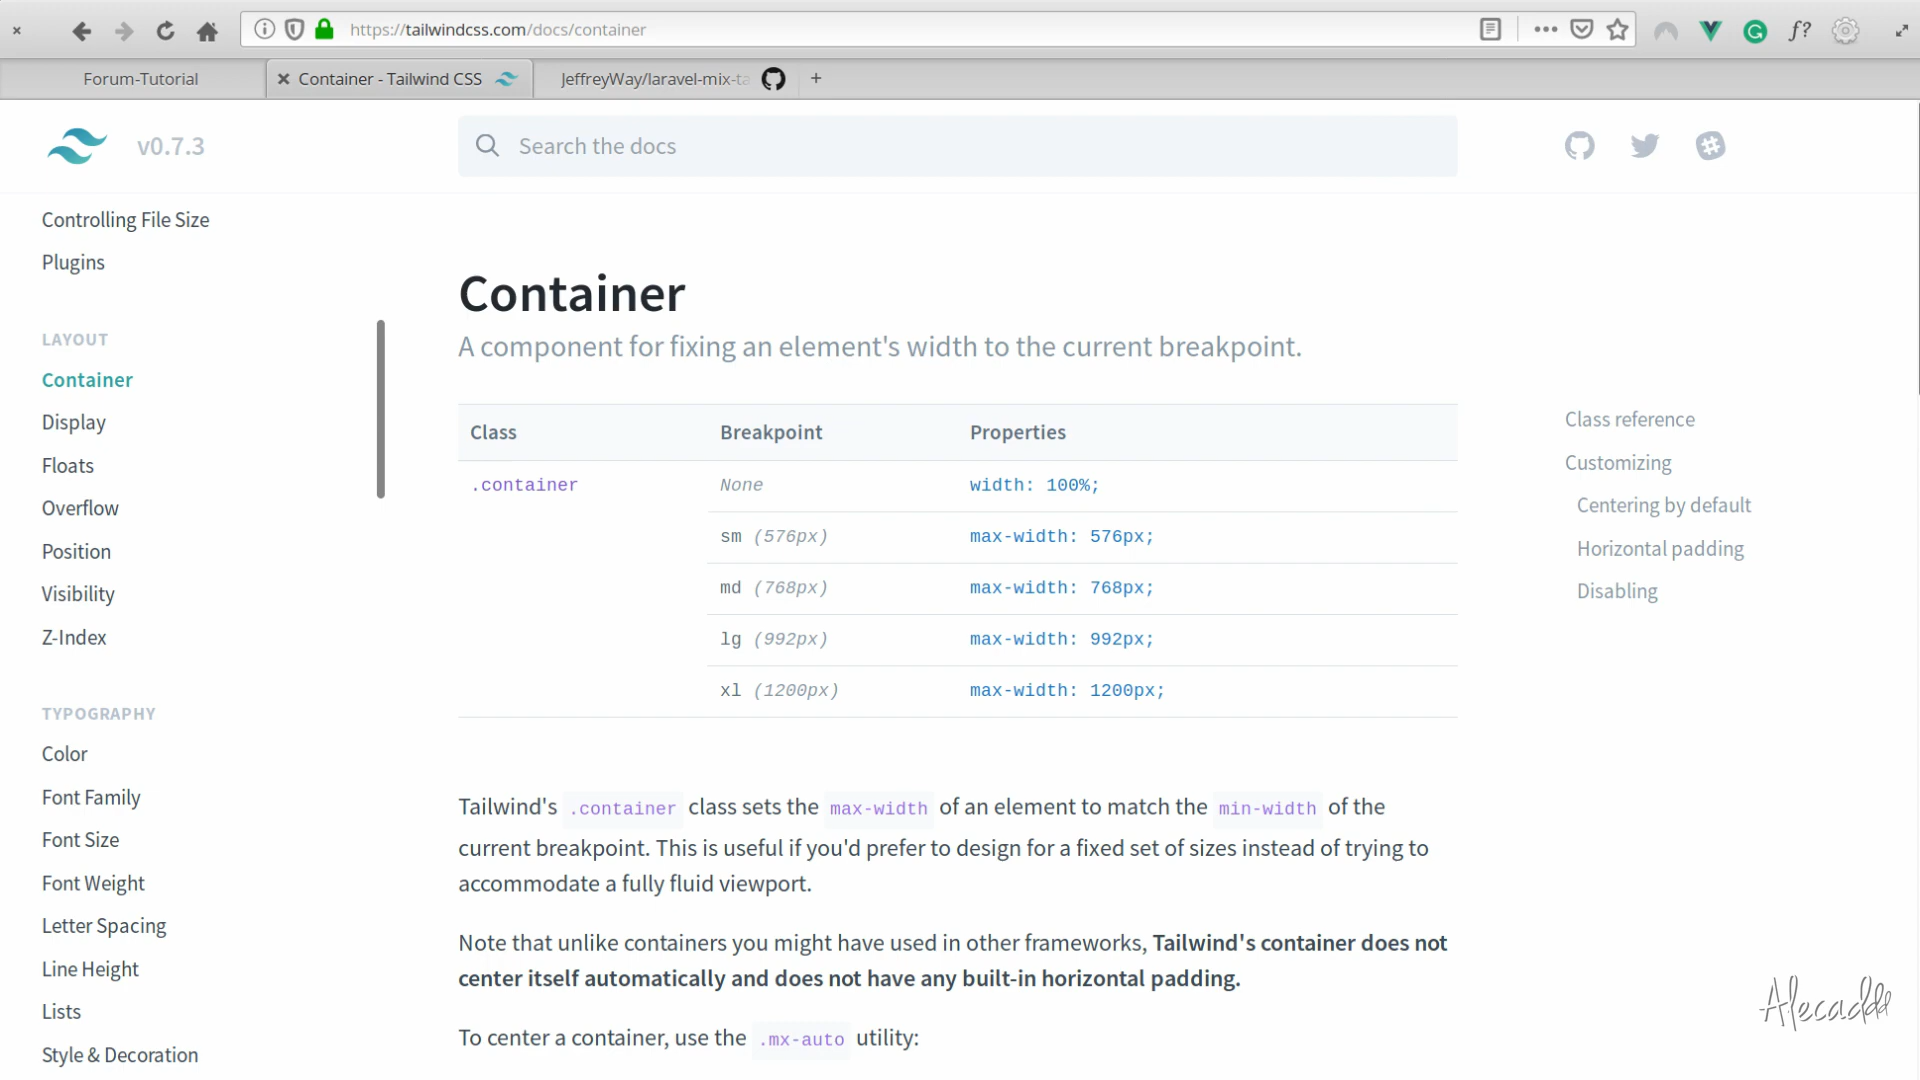 https://tailwindcss.com/docs/container
f?
Forum-Tutorial
Container - Tailwind CSS
JeffreyWay/laravel-mix-ta
v0.7.3
Search the docs
Controlling File Size
Plugins
LAYOUT
Container
Display
Floats
Overflow
Position
Visibility
Z-Index
TYPOGRAPHY
Color
Font Family
Font Size
Font Weight
Letter Spacing
Line Height
Lists
Style & Decoration
Container
A component for fixing an element's width to the current breakpoint.
Class Breakpoint Properties
.container None width: 100%;
sm (576px) max-width: 576px;
md (768px) max-width: 768px;
lg (992px) max-width: 992px;
xl (1200px) max-width: 1200px;
Tailwind's .container class sets the max-width of an element to match the min-width of the
current breakpoint. This is useful if you'd prefer to design for a fixed set of sizes instead of trying to
accommodate a fully fluid viewport.
Note that unlike containers you might have used in other frameworks, Tailwind's container does not
center itself automatically and does not have any built-in horizontal padding.
To center a container, use the .mx-auto utility:
Class reference
Customizing
Centering by default
Horizontal padding
Disabling
Alecaddd